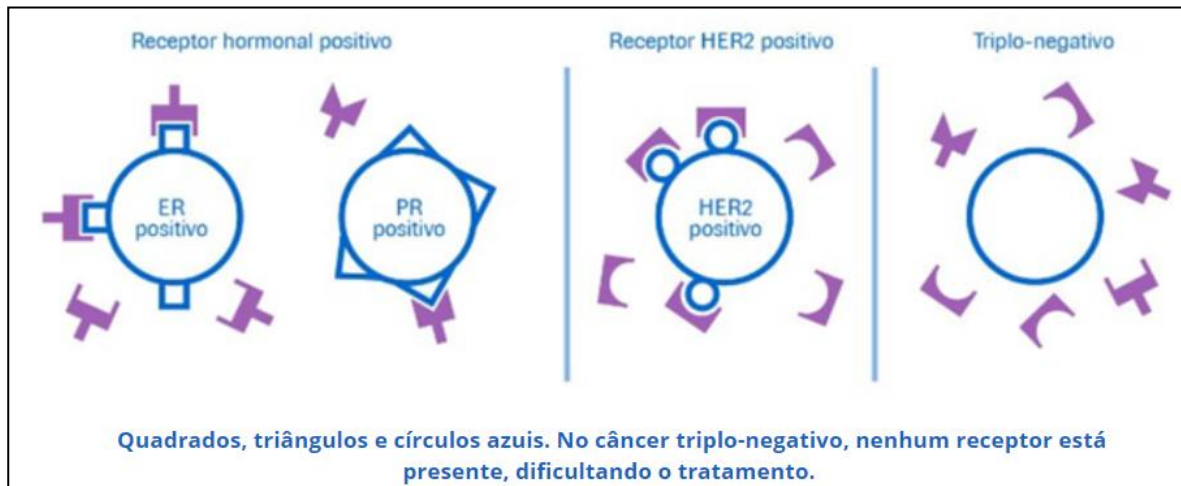 Receptor hormonal positivo
Receptor HER2 positivo
Triplo-negativo
ER
positivo
PR
positivo
HER2
positivo
Quadrados, triângulos e círculos azuis. No câncer triplo-negativo, nenhum receptor está
presente, dificultando o tratamento.